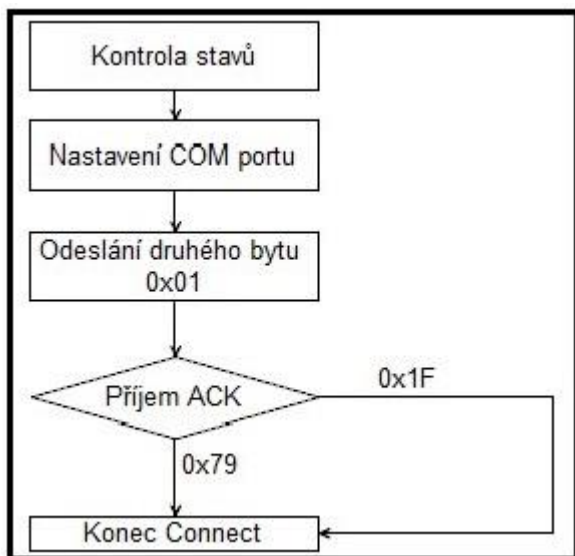 Kontrola stavů
Nastavení COM portu
Odeslání druhého bytu
0x01
Příjem ACK
0x1F
0x79
Konec Connect